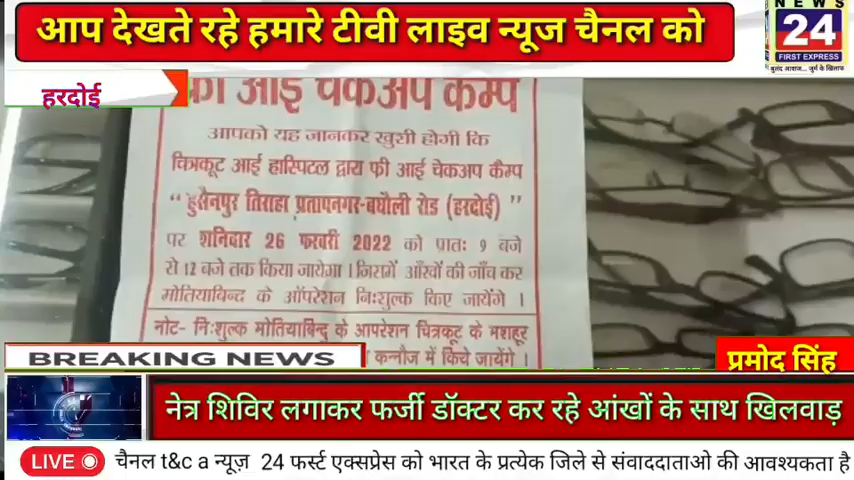 आप देखते रहे हमारे टीवी लाइव न्यूज चैनल को
NEWS
24
FIRST EXPRESS
बुलंद आवाज... जुर्म के खिलाफ
हरदोई
फ्री आई चेकअप कैम्प
आपको यह जानकर खुशी होगी कि
चित्रकूट आई हास्पिटल द्वारा फ्री आई चेकअप कैम्प
“हुसैनपुर तिराहा प्रतापनगर-बघौली रोड (हरदोई)”
पर शनिवार 26 फरवरी 2022 को प्रातः 9 बजे
से 12 बजे तक किया जायेगा। जिसमें आँखों की जाँच कर
मोतियाबिन्द के ऑपरेशन निःशुल्क किए जायेंगे।
नोट- निःशुल्क मोतियाबिन्द के आपरेशन चित्रकूट के मशहूर
कन्नौज में किये जायेंगे।
BREAKING NEWS
प्रमोद सिंह
नेत्र शिविर लगाकर फर्जी डॉक्टर कर रहे आंखों के साथ खिलवाड़
LIVE
चैनल t&c a न्यूज़ 24 फर्स्ट एक्सप्रेस को भारत के प्रत्येक जिले से संवाददाताओ की आवश्यकता है